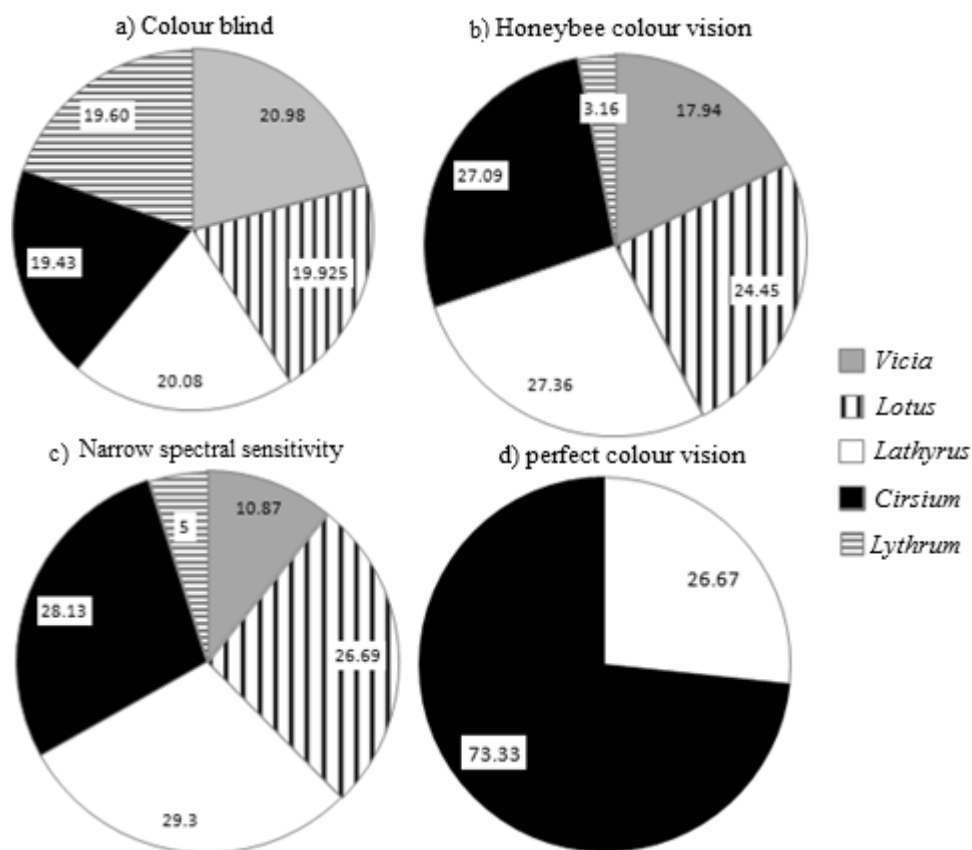 a) Colour blind
20.98
19.925
20.08
19.43
19.60
b) Honeybee colour vision
17.94
24.45
27.36
27.09
3.16
c) Narrow spectral sensitivity
10.87
26.69
29.3
28.13
5
d) perfect colour vision
26.67
73.33
Vicia
Lotus
Lathyrus
Cirsium
Lythrum